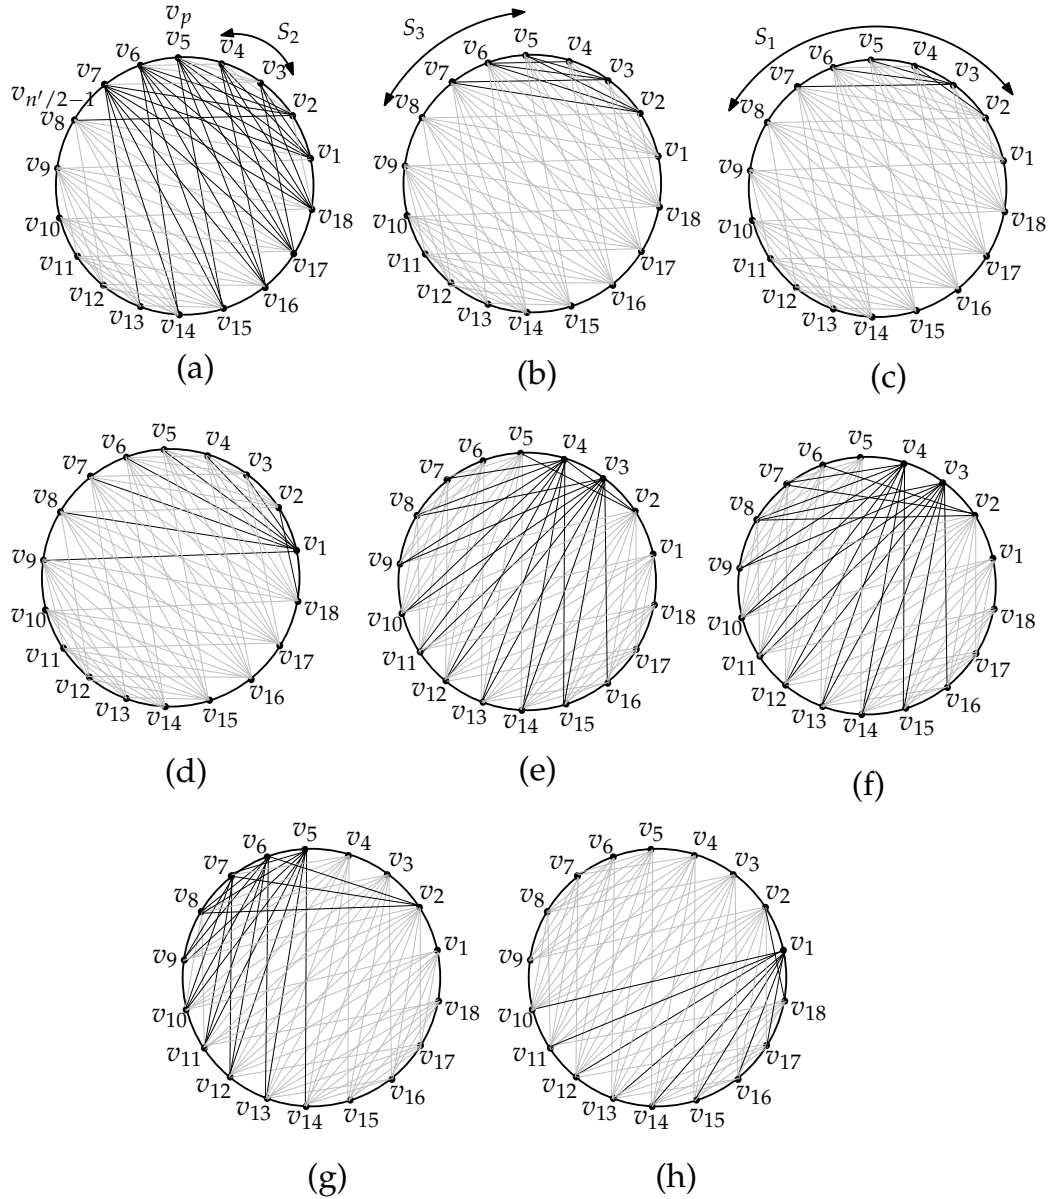 v_p
v_5
S_2
v_6
v_4
v_7
v_3
v_{n′/2−1}
v_8
v_2
v_9
v_1
v_10
v_18
v_11
v_17
v_12
v_16
v_13
v_14
v_15
(a)
S_3
v_5
v_6
v_4
v_7
v_3
v_8
v_2
v_9
v_1
v_10
v_18
v_11
v_17
v_12
v_16
v_13
v_14
v_15
(b)
S_1
v_5
v_6
v_4
v_7
v_3
v_8
v_2
v_9
v_1
v_10
v_18
v_11
v_17
v_12
v_16
v_13
v_14
v_15
(c)
v_5
v_6
v_4
v_7
v_3
v_8
v_2
v_9
v_1
v_10
v_18
v_11
v_17
v_12
v_16
v_13
v_14
v_15
(d)
v_5
v_6
v_4
v_7
v_3
v_8
v_2
v_9
v_1
v_10
v_18
v_11
v_17
v_12
v_16
v_13
v_14
v_15
(e)
v_5
v_6
v_4
v_7
v_3
v_8
v_2
v_9
v_1
v_10
v_18
v_11
v_17
v_12
v_16
v_13
v_14
v_15
(f)
v_5
v_6
v_4
v_7
v_3
v_8
v_2
v_9
v_1
v_10
v_18
v_11
v_17
v_12
v_16
v_13
v_14
v_15
(g)
v_5
v_6
v_4
v_7
v_3
v_8
v_2
v_9
v_1
v_10
v_18
v_11
v_17
v_12
v_16
v_13
v_14
v_15
(h)